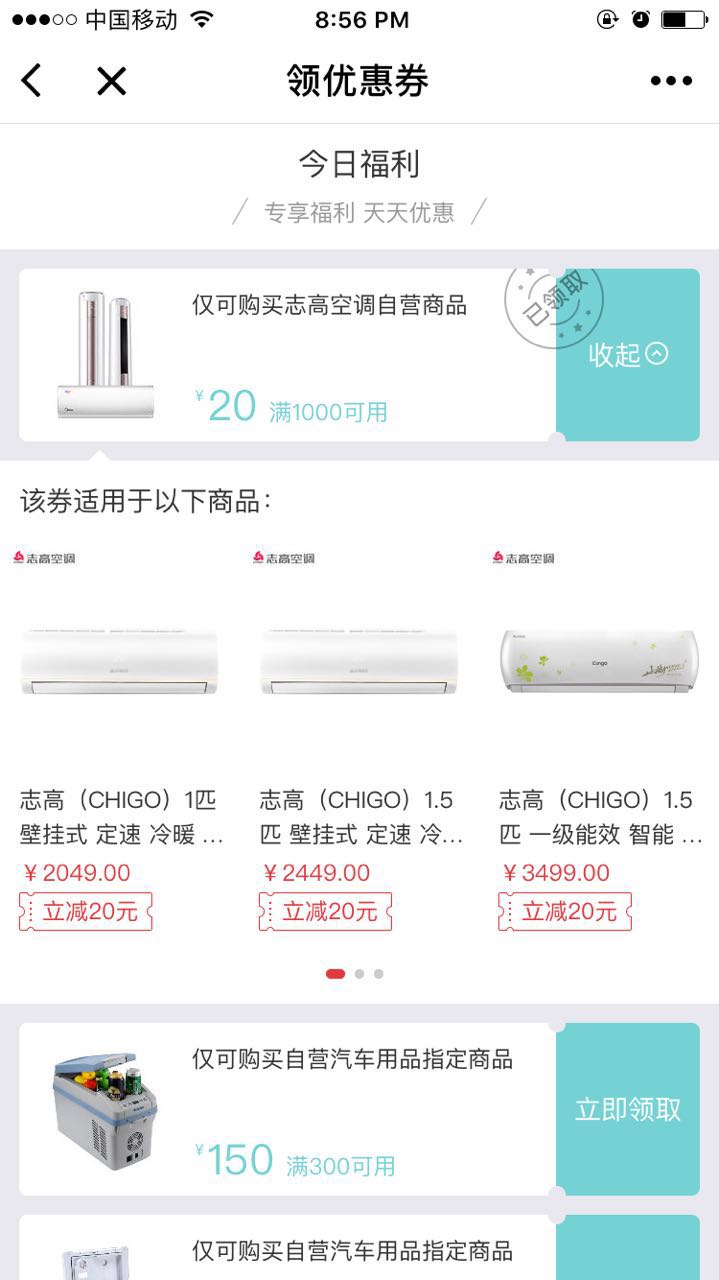 中国移动
8:56 PM
领优惠券
今日福利
专享福利 天天优惠
仅可购买志高空调自营商品
已领取
收起
¥20 满1000可用
该券适用于以下商品：
志高空调
志高空调
志高空调
志高（CHIGO）1匹
壁挂式 定速 冷暖 ...
¥2049.00
立减20元
志高（CHIGO）1.5
匹 壁挂式 定速 冷...
¥2449.00
立减20元
志高（CHIGO）1.5
匹 一级能效 智能 ...
¥3499.00
立减20元
仅可购买自营汽车用品指定商品
立即领取
¥150 满300可用
仅可购买自营汽车用品指定商品